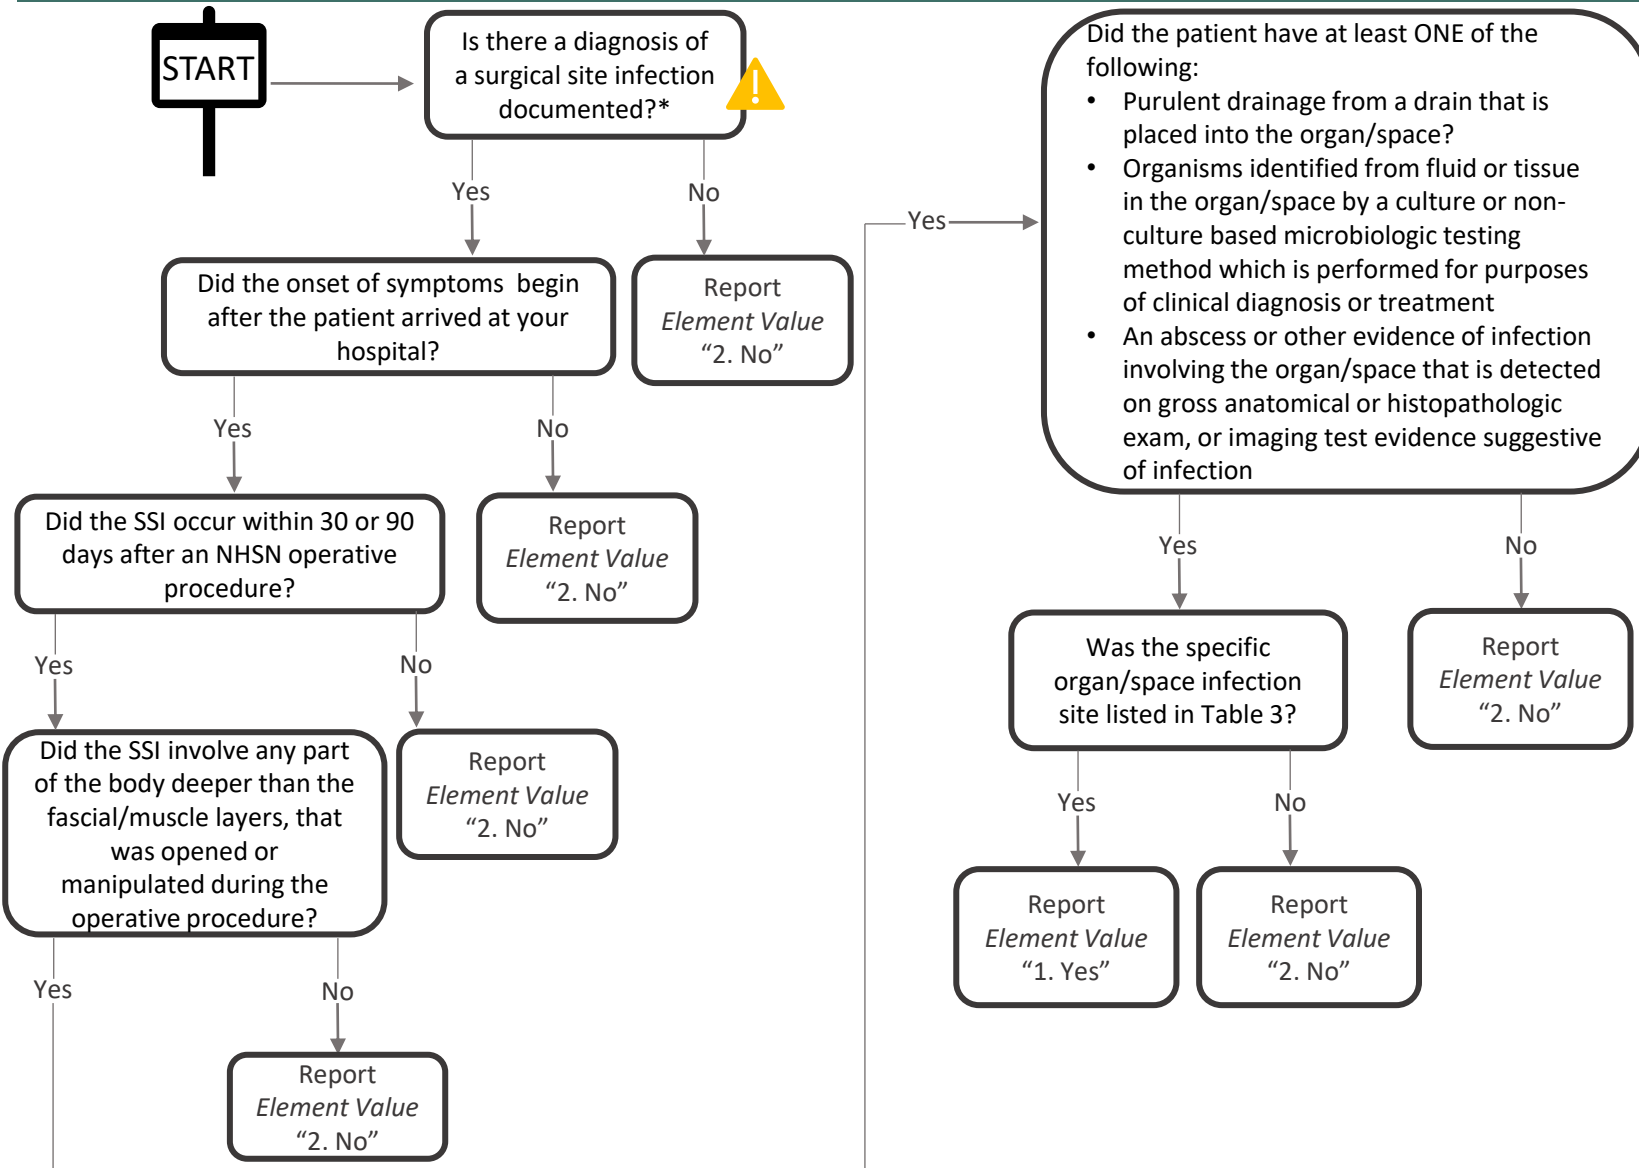 START
Is there a diagnosis of
a surgical site infection
documented?*
!
Yes
No
Did the onset of symptoms begin
after the patient arrived at your
hospital?
Report
Element Value
“2. No”
Yes
No
Did the SSI occur within 30 or 90
days after an NHSN operative
procedure?
Report
Element Value
“2. No”
Yes
No
Did the SSI involve any part
of the body deeper than the
fascial/muscle layers, that
was opened or
manipulated during the
operative procedure?
Report
Element Value
“2. No”
Yes
No
Report
Element Value
“2. No”
Yes
Did the patient have at least ONE of the
following:
• Purulent drainage from a drain that is
placed into the organ/space?
• Organisms identified from fluid or tissue
in the organ/space by a culture or non-
culture based microbiologic testing
method which is performed for purposes
of clinical diagnosis or treatment
• An abscess or other evidence of infection
involving the organ/space that is detected
on gross anatomical or histopathologic
exam, or imaging test evidence suggestive
of infection
Yes
No
Was the specific
organ/space infection
site listed in Table 3?
Report
Element Value
“2. No”
Yes
No
Report
Element Value
“1. Yes”
Report
Element Value
“2. No”